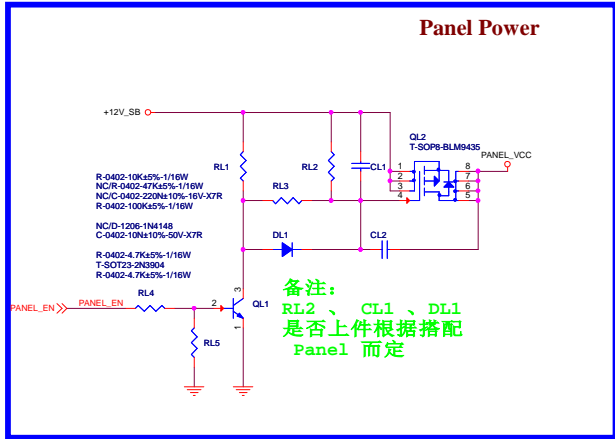 Panel Power
+12V_SB
QL2
T-SOP8-BLM9435
PANEL_VCC
RL1
RL2
CL1
1
2
3
4
8
7
6
5
R-0402-10K±5%-1/16W
NC/R-0402-47K±5%-1/16W
NC/C-0402-220N±10%-16V-X7R
R-0402-100K±5%-1/16W
RL3
NC/D-1206-1N4148
C-0402-10N±10%-50V-X7R
DL1
CL2
R-0402-4.7K±5%-1/16W
T-SOT23-2N3904
R-0402-4.7K±5%-1/16W
3
PANEL_EN
PANEL_EN
RL4
2
QL1
1
RL5
备注:
RL2 、 CL1 、DL1
是否上件根据搭配
Panel 而定